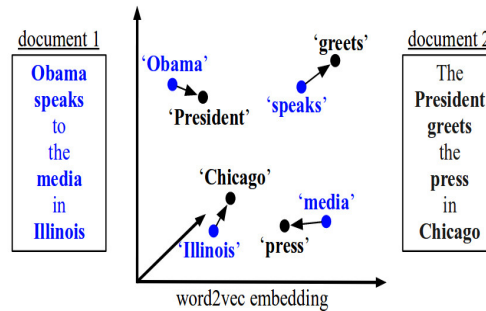 document 1
Obama
speaks
to
the
media
in
Illinois
‘Obama’
‘President’
‘greets’
‘speaks’
‘Chicago’
‘Illinois’
‘media’
‘press’
word2vec embedding
document 2
The
President
greets
the
press
in
Chicago